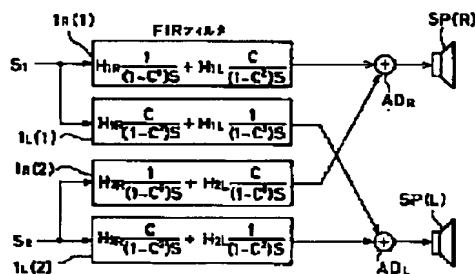 1R(1)
FIRフィルタ
SP(R)
S1
H1R 1/(1-C²)S + H1L C/(1-C²)S
ADR
H1R C/(1-C²)S + H1L 1/(1-C²)S
1L(1)
1R(2)
H2R 1/(1-C²)S + H2L C/(1-C²)S
SP(L)
S2
H2R C/(1-C²)S + H2L 1/(1-C²)S
ADL
1L(2)